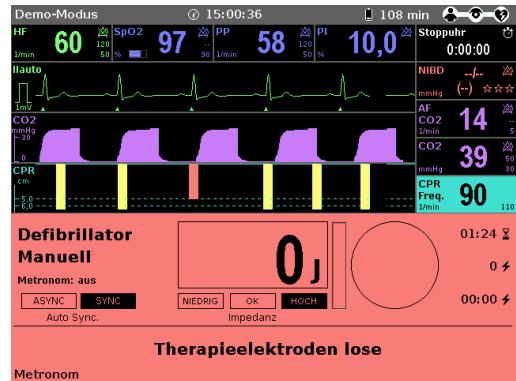 Demo-Modus 15:00:36 108 min
HF 60 120 50 1/min
SpO2 97 -- 90 %
PP 58 120 50 1/min
PI 10,0 --
Stoppuhr 0:00:00
IIauto
1mV
NIBD --/-- mmHg (--)
CO2 mmHg 30 0
AF CO2 14 -- 5 1/min
CO2 39 50 30 mmHg
CPR cm -5.0 -6.0
CPR Freq. 90 110 1/min
Defibrillator
Manuell
0 J
01:24
0
00:00
Metronom: aus
ASYNC SYNC
Auto Sync.
NIEDRIG OK HOCH
Impedanz
Therapieelektroden lose
Metronom